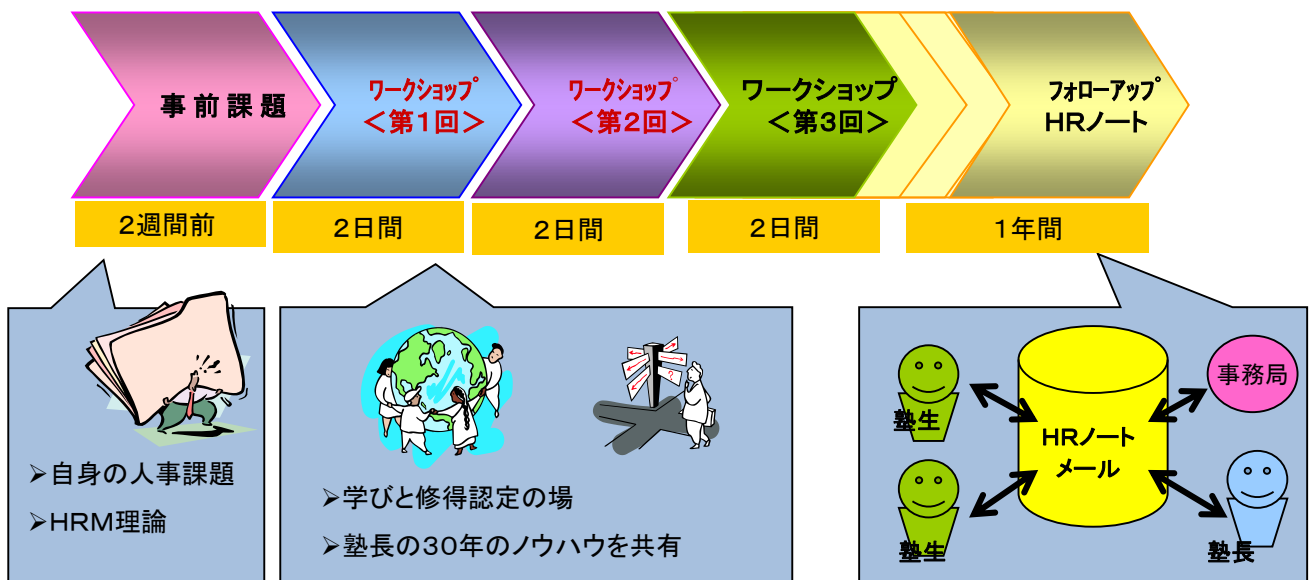 事前課題
ワークショップ
＜第１回＞
ワークショップ
＜第２回＞
ワークショップ
＜第３回＞
フォローアップ
ＨＲノート
２週間前
２日間
２日間
２日間
１年間
➢自身の人事課題
➢ＨＲＭ理論
➢学びと修得認定の場
➢塾長の３０年のノウハウを共有
?
塾生
塾生
ＨＲノート
メール
事務局
塾長